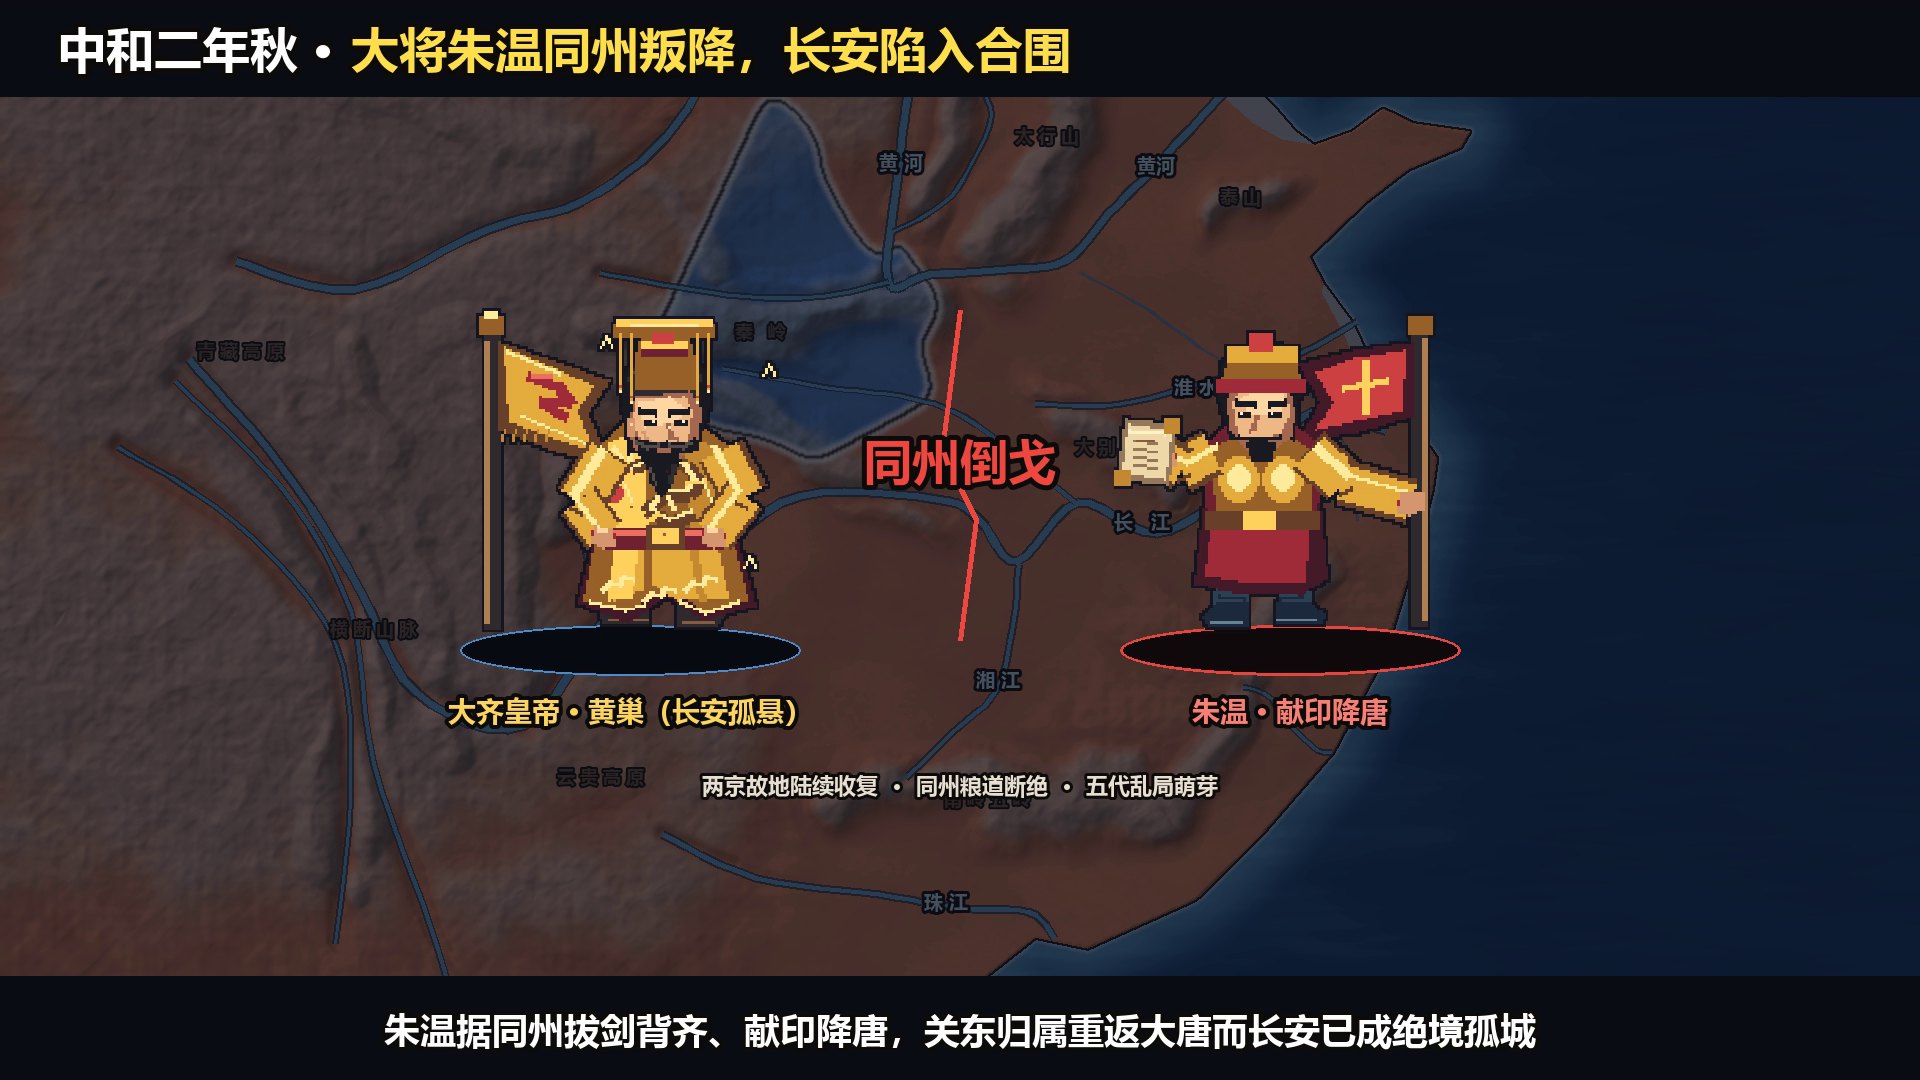 中和二年秋·大将朱温同州叛降，长安陷入合围
太行山
黄河
黄河
泰山
秦岭
青藏高原
淮水
大别
同州倒戈
长江
横断山脉
湘江
大齐皇帝·黄巢（长安孤悬）
朱温·献印降唐
云贵高原
两京故地陆续收复 · 同州粮道断绝 · 五代乱局萌芽
南岭五岭
珠江
朱温据同州拔剑背齐、献印降唐，关东归属重返大唐而长安已成绝境孤城